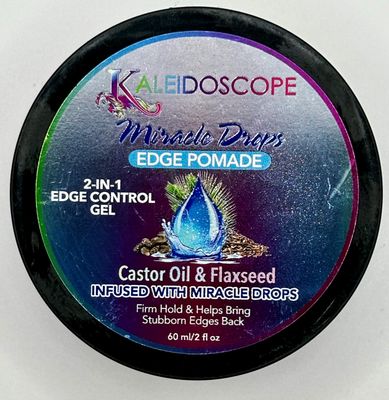 KALEIDOSCOPE
Miracle Drops
EDGE POMADE
2-IN-1
EDGE CONTROL
GEL
Castor Oil & Flaxseed
INFUSED WITH MIRACLE DROPS
Firm Hold & Helps Bring
Stubborn Edges Back
60 ml/2 fl oz